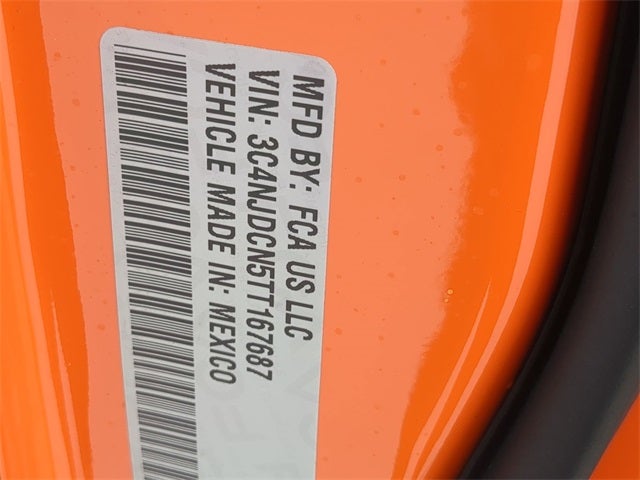 MFD BY: FCA US LLC
VIN: 3C4NJDCN5TT167687
VEHICLE MADE IN: MEXICO